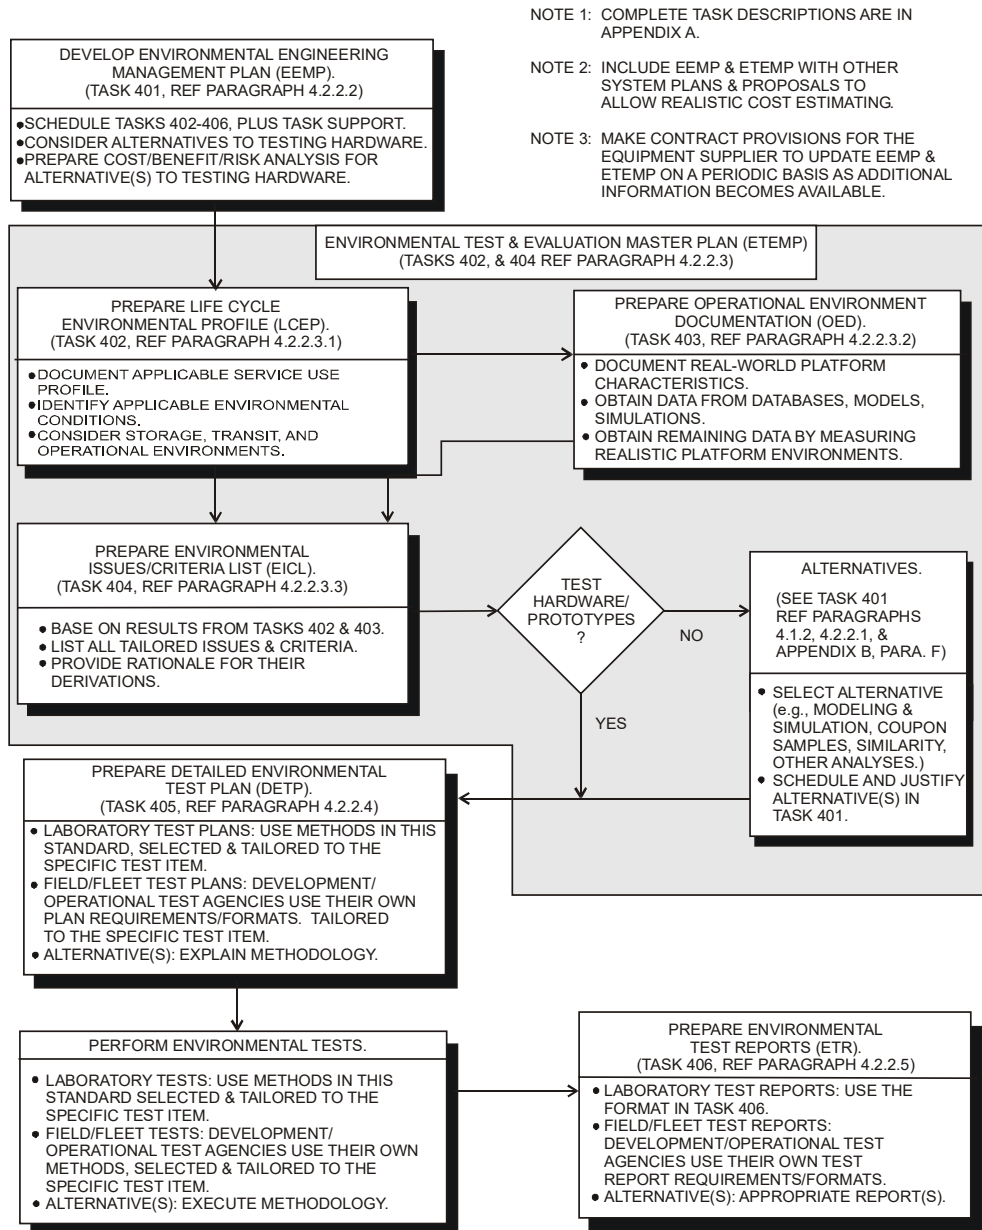 NOTE 1: COMPLETE TASK DESCRIPTIONS ARE IN
APPENDIX A.
NOTE 2: INCLUDE EEMP & ETEMP WITH OTHER
SYSTEM PLANS & PROPOSALS TO
ALLOW REALISTIC COST ESTIMATING.
NOTE 3: MAKE CONTRACT PROVISIONS FOR THE
EQUIPMENT SUPPLIER TO UPDATE EEMP &
ETEMP ON A PERIODIC BASIS AS ADDITIONAL
INFORMATION BECOMES AVAILABLE.
DEVELOP ENVIRONMENTAL ENGINEERING
MANAGEMENT PLAN (EEMP).
(TASK 401, REF PARAGRAPH 4.2.2.2)
●SCHEDULE TASKS 402-406, PLUS TASK SUPPORT.
●CONSIDER ALTERNATIVES TO TESTING HARDWARE.
●PREPARE COST/BENEFIT/RISK ANALYSIS FOR
ALTERNATIVE(S) TO TESTING HARDWARE.
ENVIRONMENTAL TEST & EVALUATION MASTER PLAN (ETEMP)
(TASKS 402, & 404 REF PARAGRAPH 4.2.2.3)
PREPARE LIFE CYCLE
ENVIRONMENTAL PROFILE (LCEP).
(TASK 402, REF PARAGRAPH 4.2.2.3.1)
●DOCUMENT APPLICABLE SERVICE USE
PROFILE.
●IDENTIFY APPLICABLE ENVIRONMENTAL
CONDITIONS.
●CONSIDER STORAGE, TRANSIT, AND
OPERATIONAL ENVIRONMENTS.
PREPARE OPERATIONAL ENVIRONMENT
DOCUMENTATION (OED).
(TASK 403, REF PARAGRAPH 4.2.2.3.2)
● DOCUMENT REAL-WORLD PLATFORM
CHARACTERISTICS.
● OBTAIN DATA FROM DATABASES, MODELS,
SIMULATIONS.
● OBTAIN REMAINING DATA BY MEASURING
REALISTIC PLATFORM ENVIRONMENTS.
PREPARE ENVIRONMENTAL
ISSUES/CRITERIA LIST (EICL).
(TASK 404, REF PARAGRAPH 4.2.2.3.3)
● BASE ON RESULTS FROM TASKS 402 & 403.
● LIST ALL TAILORED ISSUES & CRITERIA.
● PROVIDE RATIONALE FOR THEIR
DERIVATIONS.
TEST
HARDWARE/
PROTOTYPES
?
NO
YES
ALTERNATIVES.
(SEE TASK 401
REF PARAGRAPHS
4.1.2, 4.2.2.1, &
APPENDIX B, PARA. F)
● SELECT ALTERNATIVE
(e.g., MODELING &
SIMULATION, COUPON
SAMPLES, SIMILARITY,
OTHER ANALYSES.)
● SCHEDULE AND JUSTIFY
ALTERNATIVE(S) IN
TASK 401.
PREPARE DETAILED ENVIRONMENTAL
TEST PLAN (DETP).
(TASK 405, REF PARAGRAPH 4.2.2.4)
● LABORATORY TEST PLANS: USE METHODS IN THIS
STANDARD, SELECTED & TAILORED TO THE
SPECIFIC TEST ITEM.
● FIELD/FLEET TEST PLANS: DEVELOPMENT/
OPERATIONAL TEST AGENCIES USE THEIR OWN
PLAN REQUIREMENTS/FORMATS. TAILORED
TO THE SPECIFIC TEST ITEM.
● ALTERNATIVE(S): EXPLAIN METHODOLOGY.
PERFORM ENVIRONMENTAL TESTS.
● LABORATORY TESTS: USE METHODS IN THIS
STANDARD SELECTED & TAILORED TO THE
SPECIFIC TEST ITEM.
● FIELD/FLEET TESTS: DEVELOPMENT/
OPERATIONAL TEST AGENCIES USE THEIR OWN
METHODS, SELECTED & TAILORED TO THE
SPECIFIC TEST ITEM.
● ALTERNATIVE(S): EXECUTE METHODOLOGY.
PREPARE ENVIRONMENTAL
TEST REPORTS (ETR).
(TASK 406, REF PARAGRAPH 4.2.2.5)
● LABORATORY TEST REPORTS: USE THE
FORMAT IN TASK 406.
● FIELD/FLEET TEST REPORTS:
DEVELOPMENT/OPERATIONAL TEST
AGENCIES USE THEIR OWN TEST
REPORT REQUIREMENTS/FORMATS.
● ALTERNATIVE(S): APPROPRIATE REPORT(S).